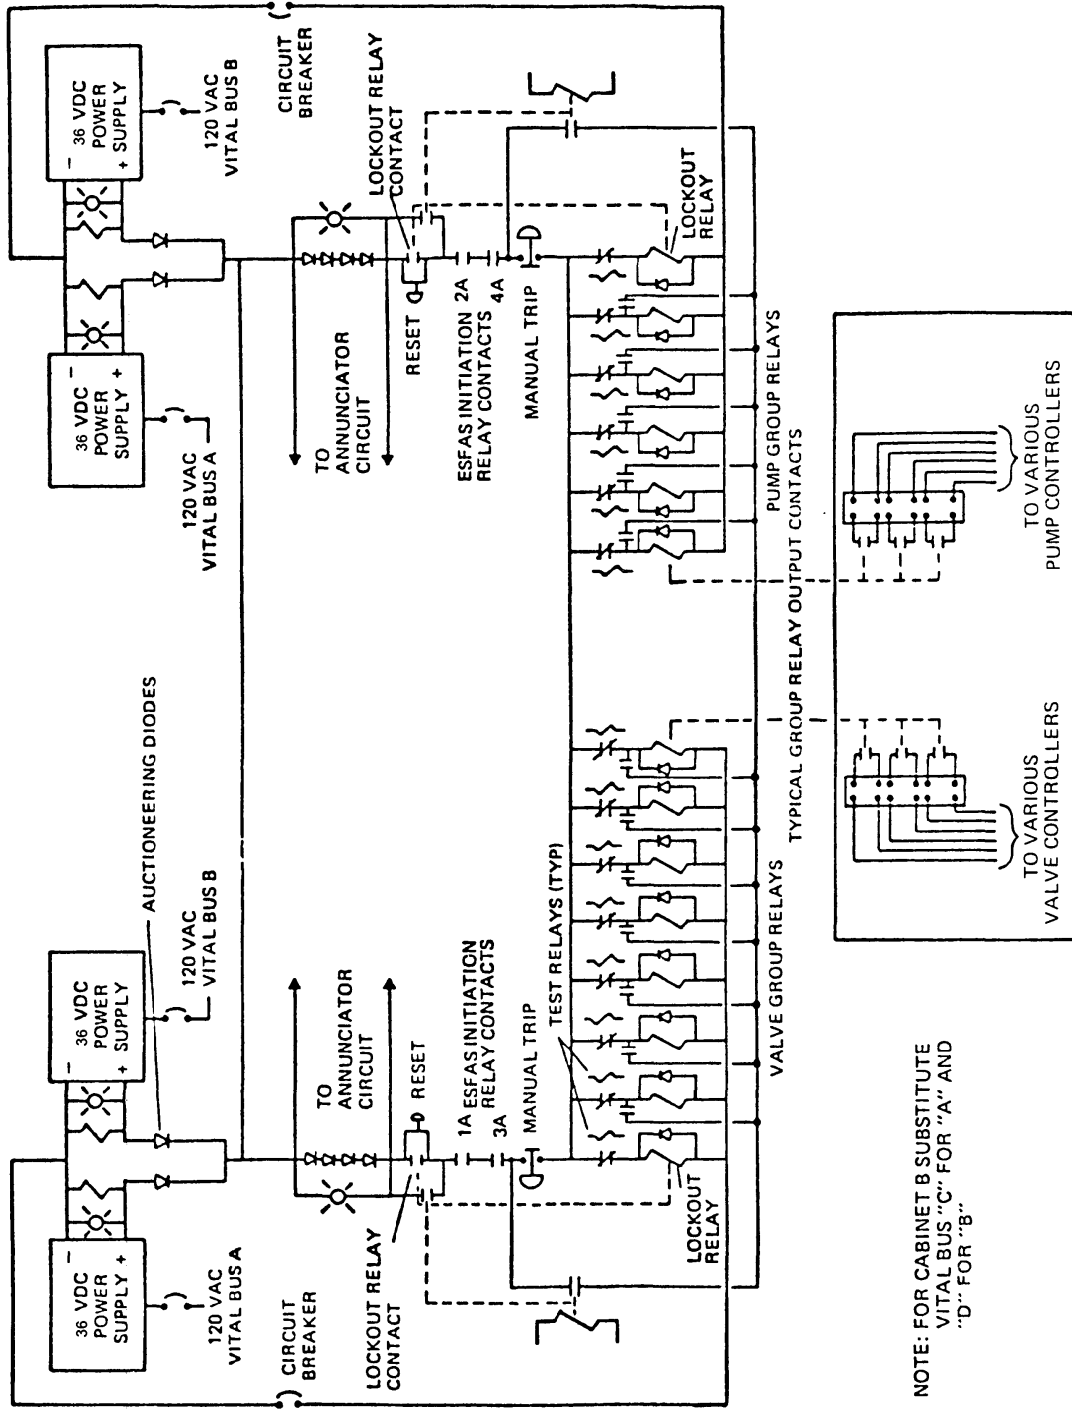 36 VDC
POWER
SUPPLY
−
+
120 VAC
VITAL BUS A
36 VDC
POWER
SUPPLY
−
+
120 VAC
VITAL BUS B
AUCTIONEERING DIODES
36 VDC
POWER
SUPPLY
−
+
120 VAC
VITAL BUS A
36 VDC
POWER
SUPPLY
−
+
120 VAC
VITAL BUS B
CIRCUIT
BREAKER
CIRCUIT
BREAKER
TO
ANNUNCIATOR
CIRCUIT
TO
ANNUNCIATOR
CIRCUIT
LOCKOUT RELAY
CONTACT
RESET
RESET
LOCKOUT RELAY
CONTACT
1A ESFAS INITIATION
RELAY CONTACTS
3A
ESFAS INITIATION 2A
RELAY CONTACTS
4A
MANUAL TRIP
MANUAL TRIP
TEST RELAYS (TYP)
LOCKOUT
RELAY
LOCKOUT
RELAY
VALVE GROUP RELAYS
PUMP GROUP RELAYS
TYPICAL GROUP RELAY OUTPUT CONTACTS
TO VARIOUS
VALVE CONTROLLERS
TO VARIOUS
PUMP CONTROLLERS
NOTE: FOR CABINET B SUBSTITUTE
VITAL BUS "C" FOR "A" AND
"D" FOR "B"